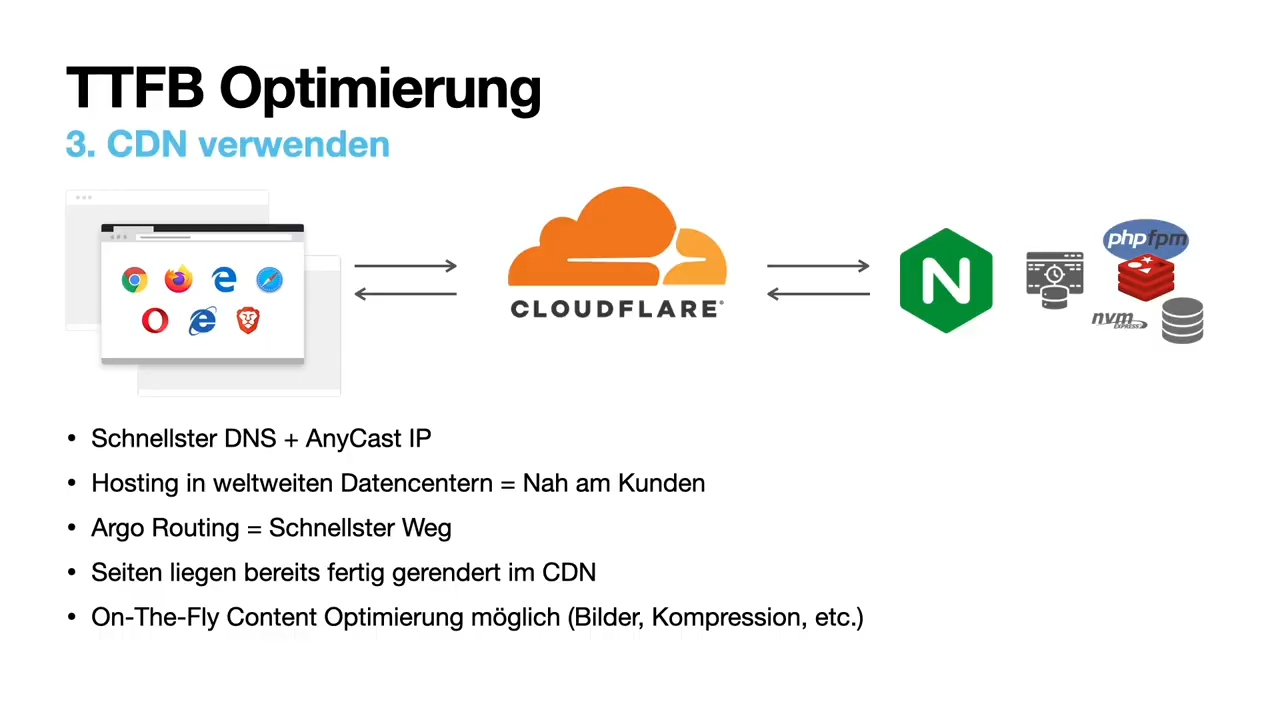 TTFB Optimierung
3. CDN verwenden
CLOUDFLARE
phpfpm
nvm
EXPRESS
• Schnellster DNS + AnyCast IP
• Hosting in weltweiten Datencentern = Nah am Kunden
• Argo Routing = Schnellster Weg
• Seiten liegen bereits fertig gerendert im CDN
• On-The-Fly Content Optimierung möglich (Bilder, Kompression, etc.)